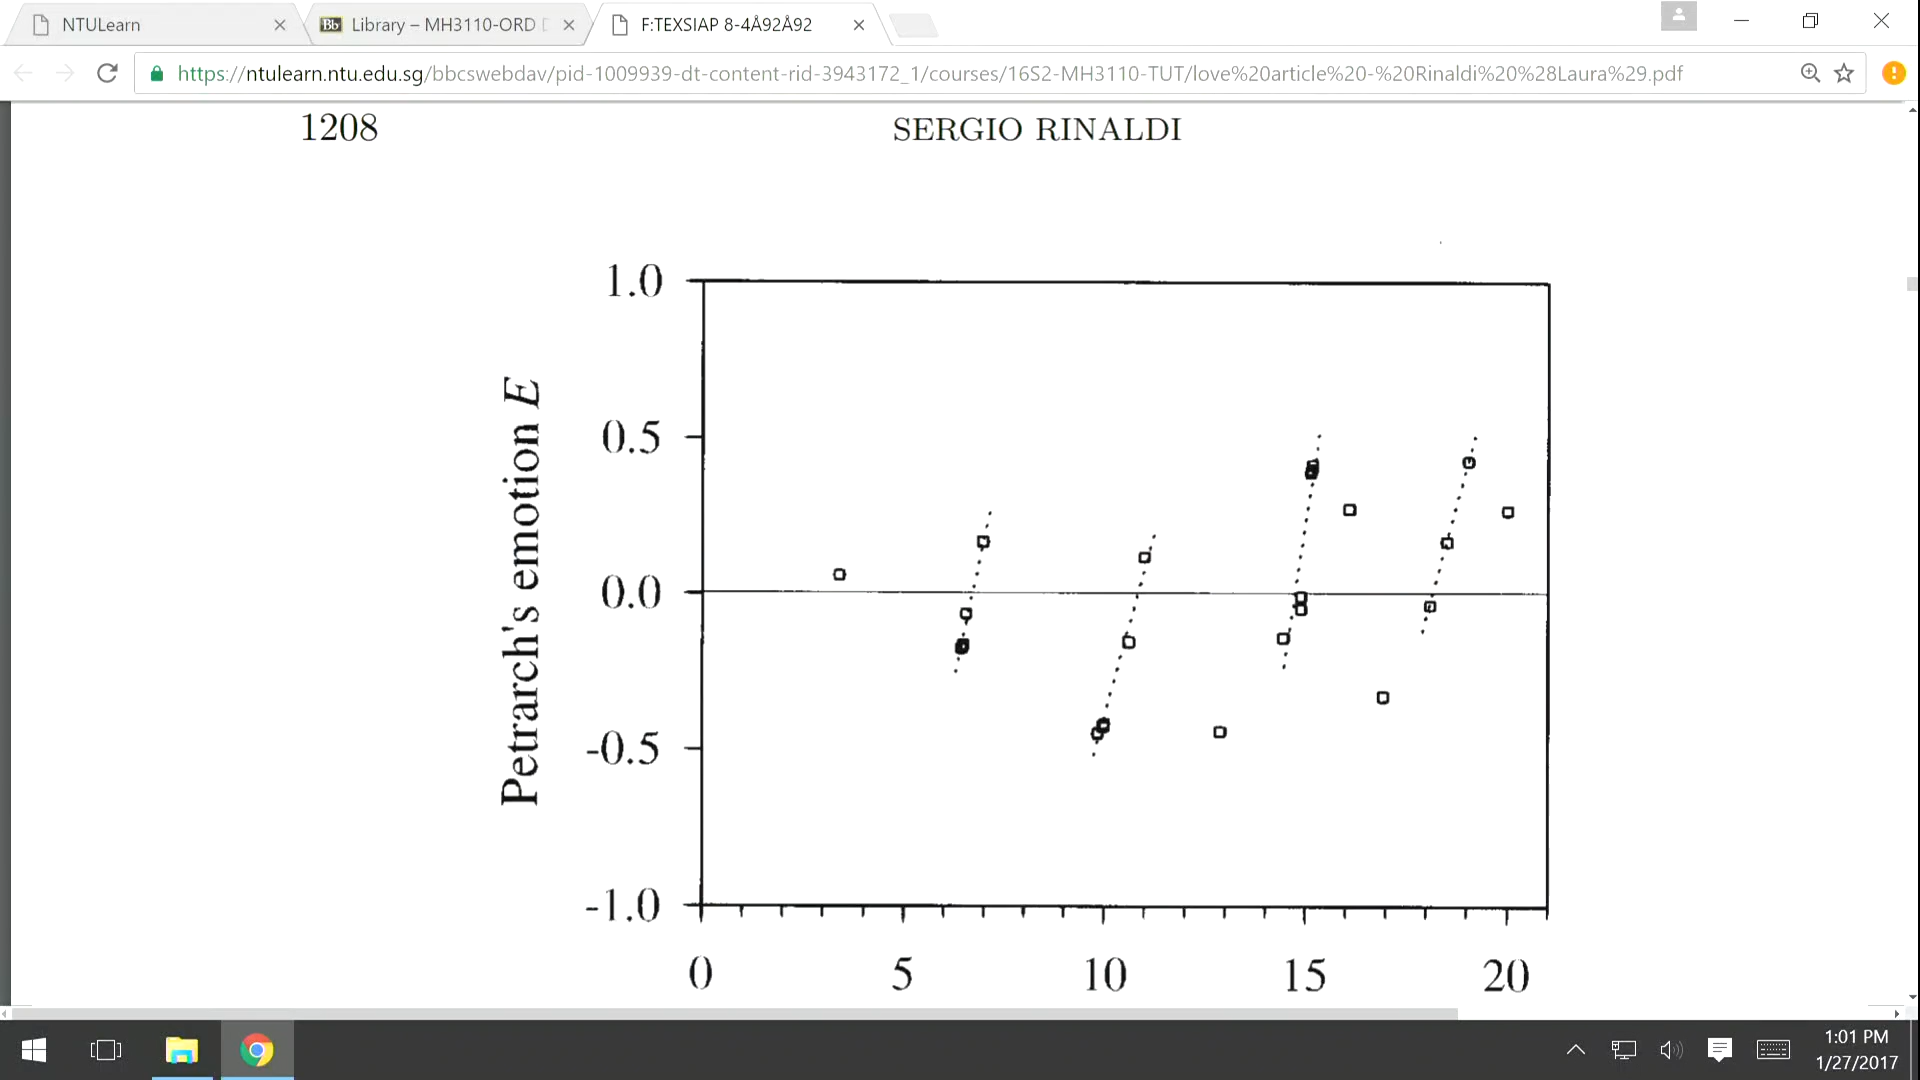 NTULearn
Library – MH3110-ORD D
F:TEXSIAP 8-4Å92Å92
https://ntulearn.ntu.edu.sg/bbcswebdav/pid-1009939-dt-content-rid-3943172_1/courses/16S2-MH3110-TUT/love%20article%20-%20Rinaldi%20%28Laura%29.pdf
1208
SERGIO RINALDI
1.0
0.5
0.0
-0.5
-1.0
Petrarch's emotion E
0 5 10 15 20
1:01 PM
1/27/2017